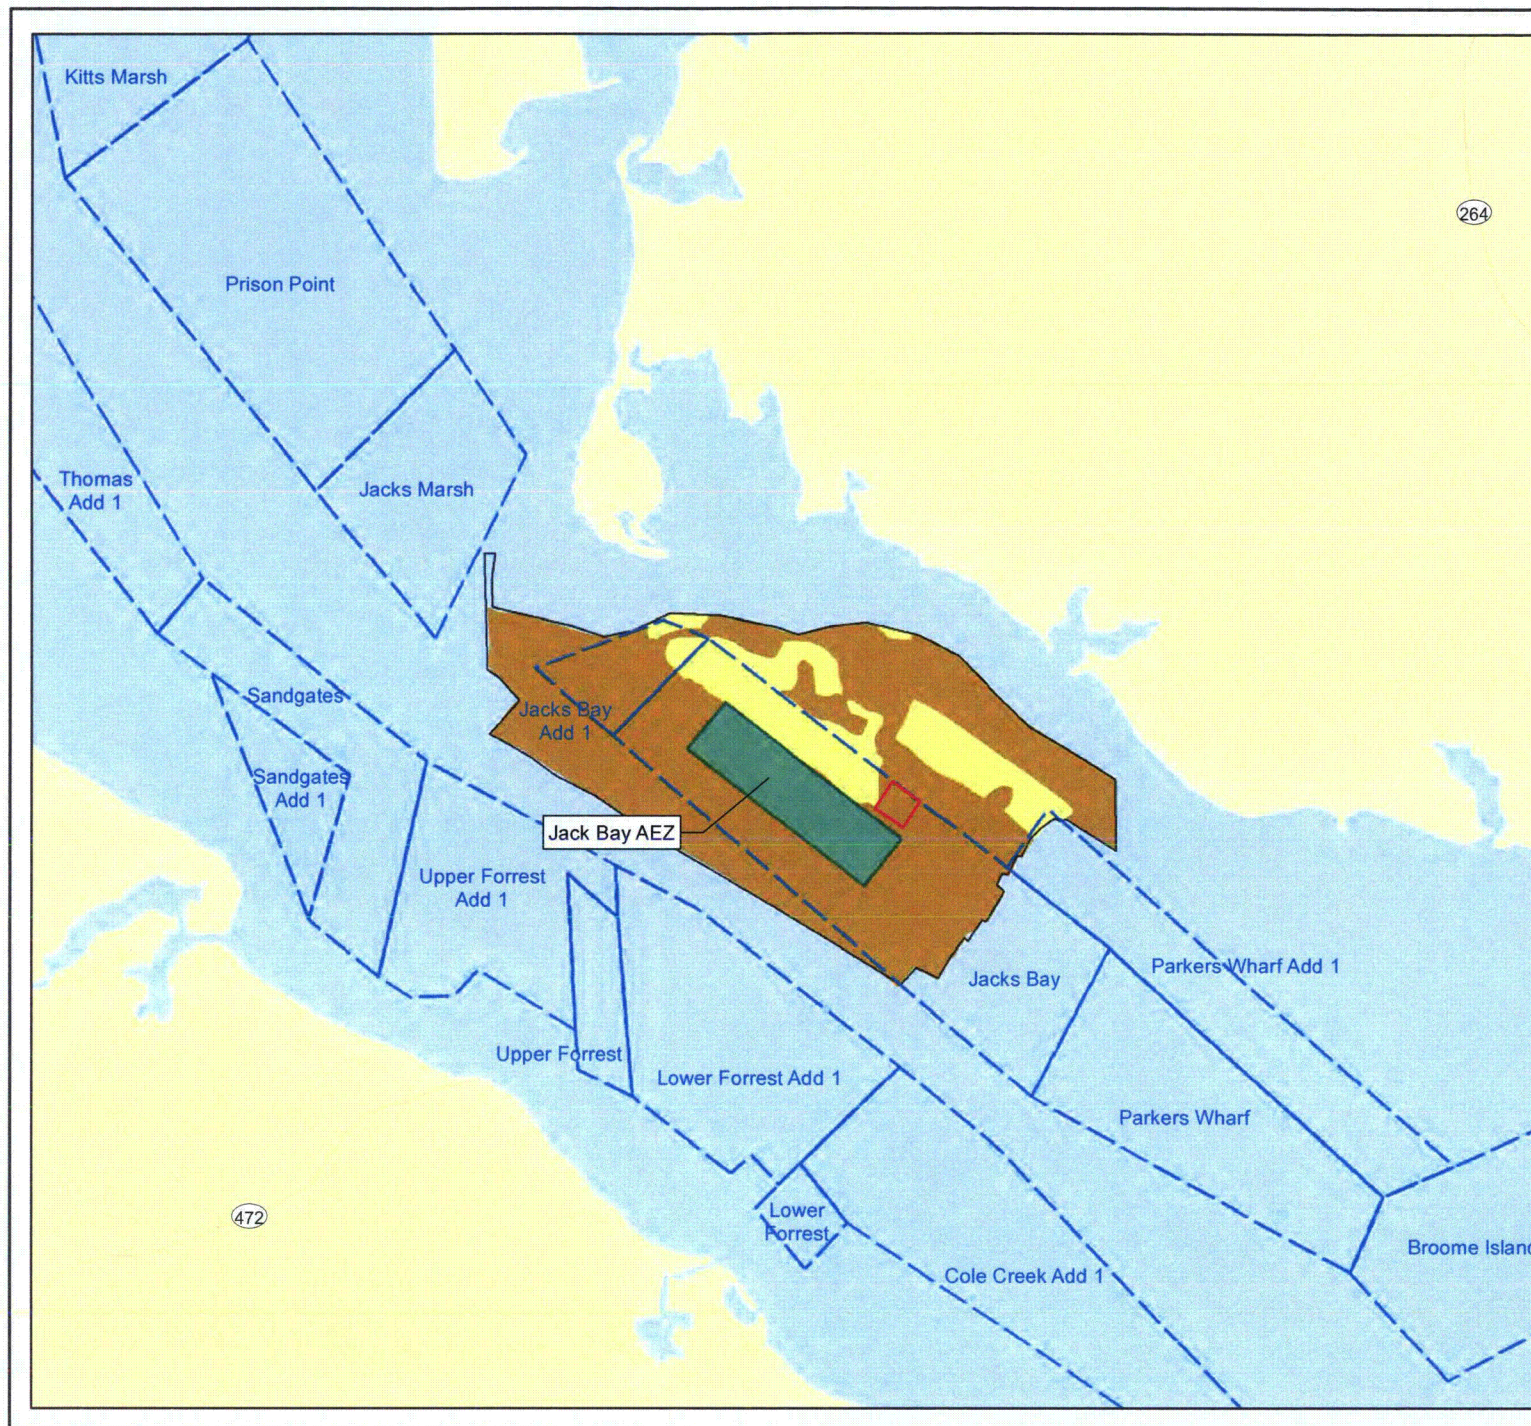 Kitts Marsh
264
Prison Point
Thomas
Add 1
Jacks Marsh
Sandgates
Jacks Bay
Add 1
Sandgates
Add 1
Jack Bay AEZ
Upper Forrest
Add 1
Parkers Wharf Add 1
Jacks Bay
Upper Forrest
Lower Forrest Add 1
Parkers Wharf
472
Lower
Forrest
Broome Island
Cole Creek Add 1